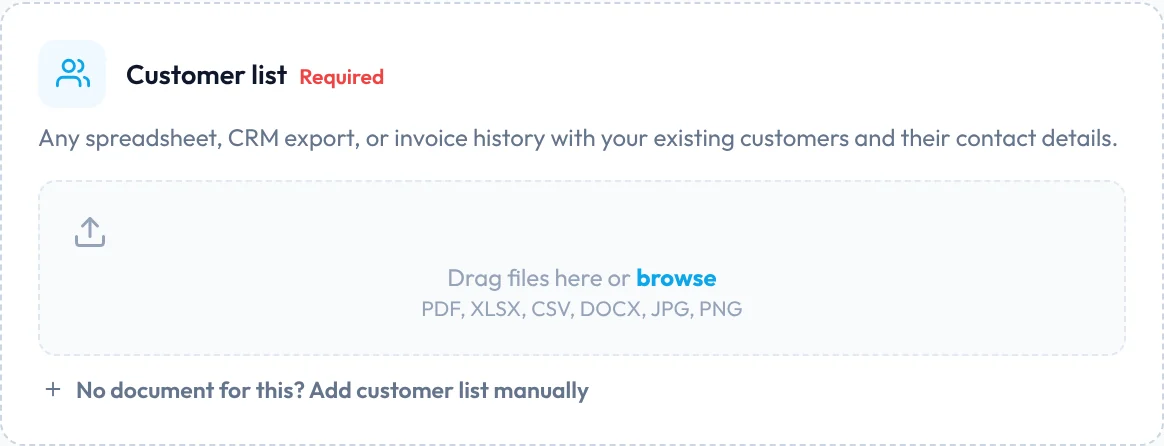 Customer list Required
Any spreadsheet, CRM export, or invoice history with your existing customers and their contact details.
Drag files here or browse
PDF, XLSX, CSV, DOCX, JPG, PNG
+ No document for this? Add customer list manually